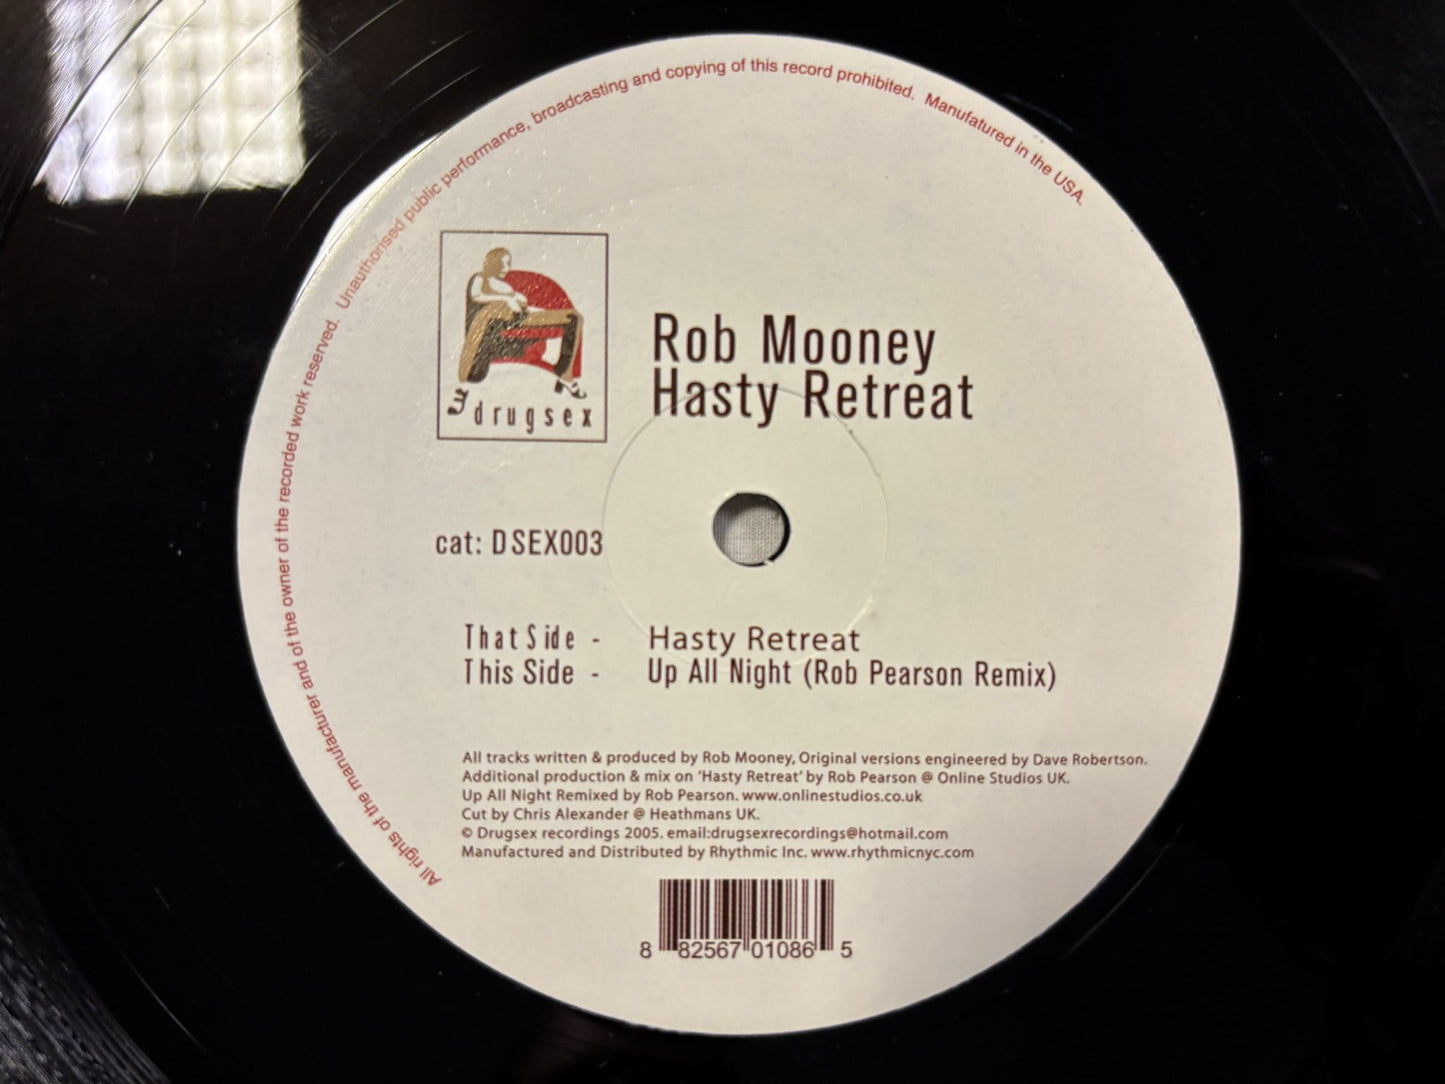 All rights of the manufacturer and of the owner of the recorded work reserved. Unauthorised public performance, broadcasting and copying of this record prohibited. Manufatured in the USA.
drugsex
Rob Mooney
Hasty Retreat
cat: DSEX003
That Side - Hasty Retreat
This Side - Up All Night (Rob Pearson Remix)
All tracks written & produced by Rob Mooney, Original versions engineered by Dave Robertson.
Additional production & mix on 'Hasty Retreat' by Rob Pearson @ Online Studios UK.
Up All Night Remixed by Rob Pearson. www.onlinestudios.co.uk
Cut by Chris Alexander @ Heathmans UK.
© Drugsex recordings 2005. email:drugsexrecordings@hotmail.com
Manufactured and Distributed by Rhythmic Inc. www.rhythmicnyc.com
8 82567 01086 5